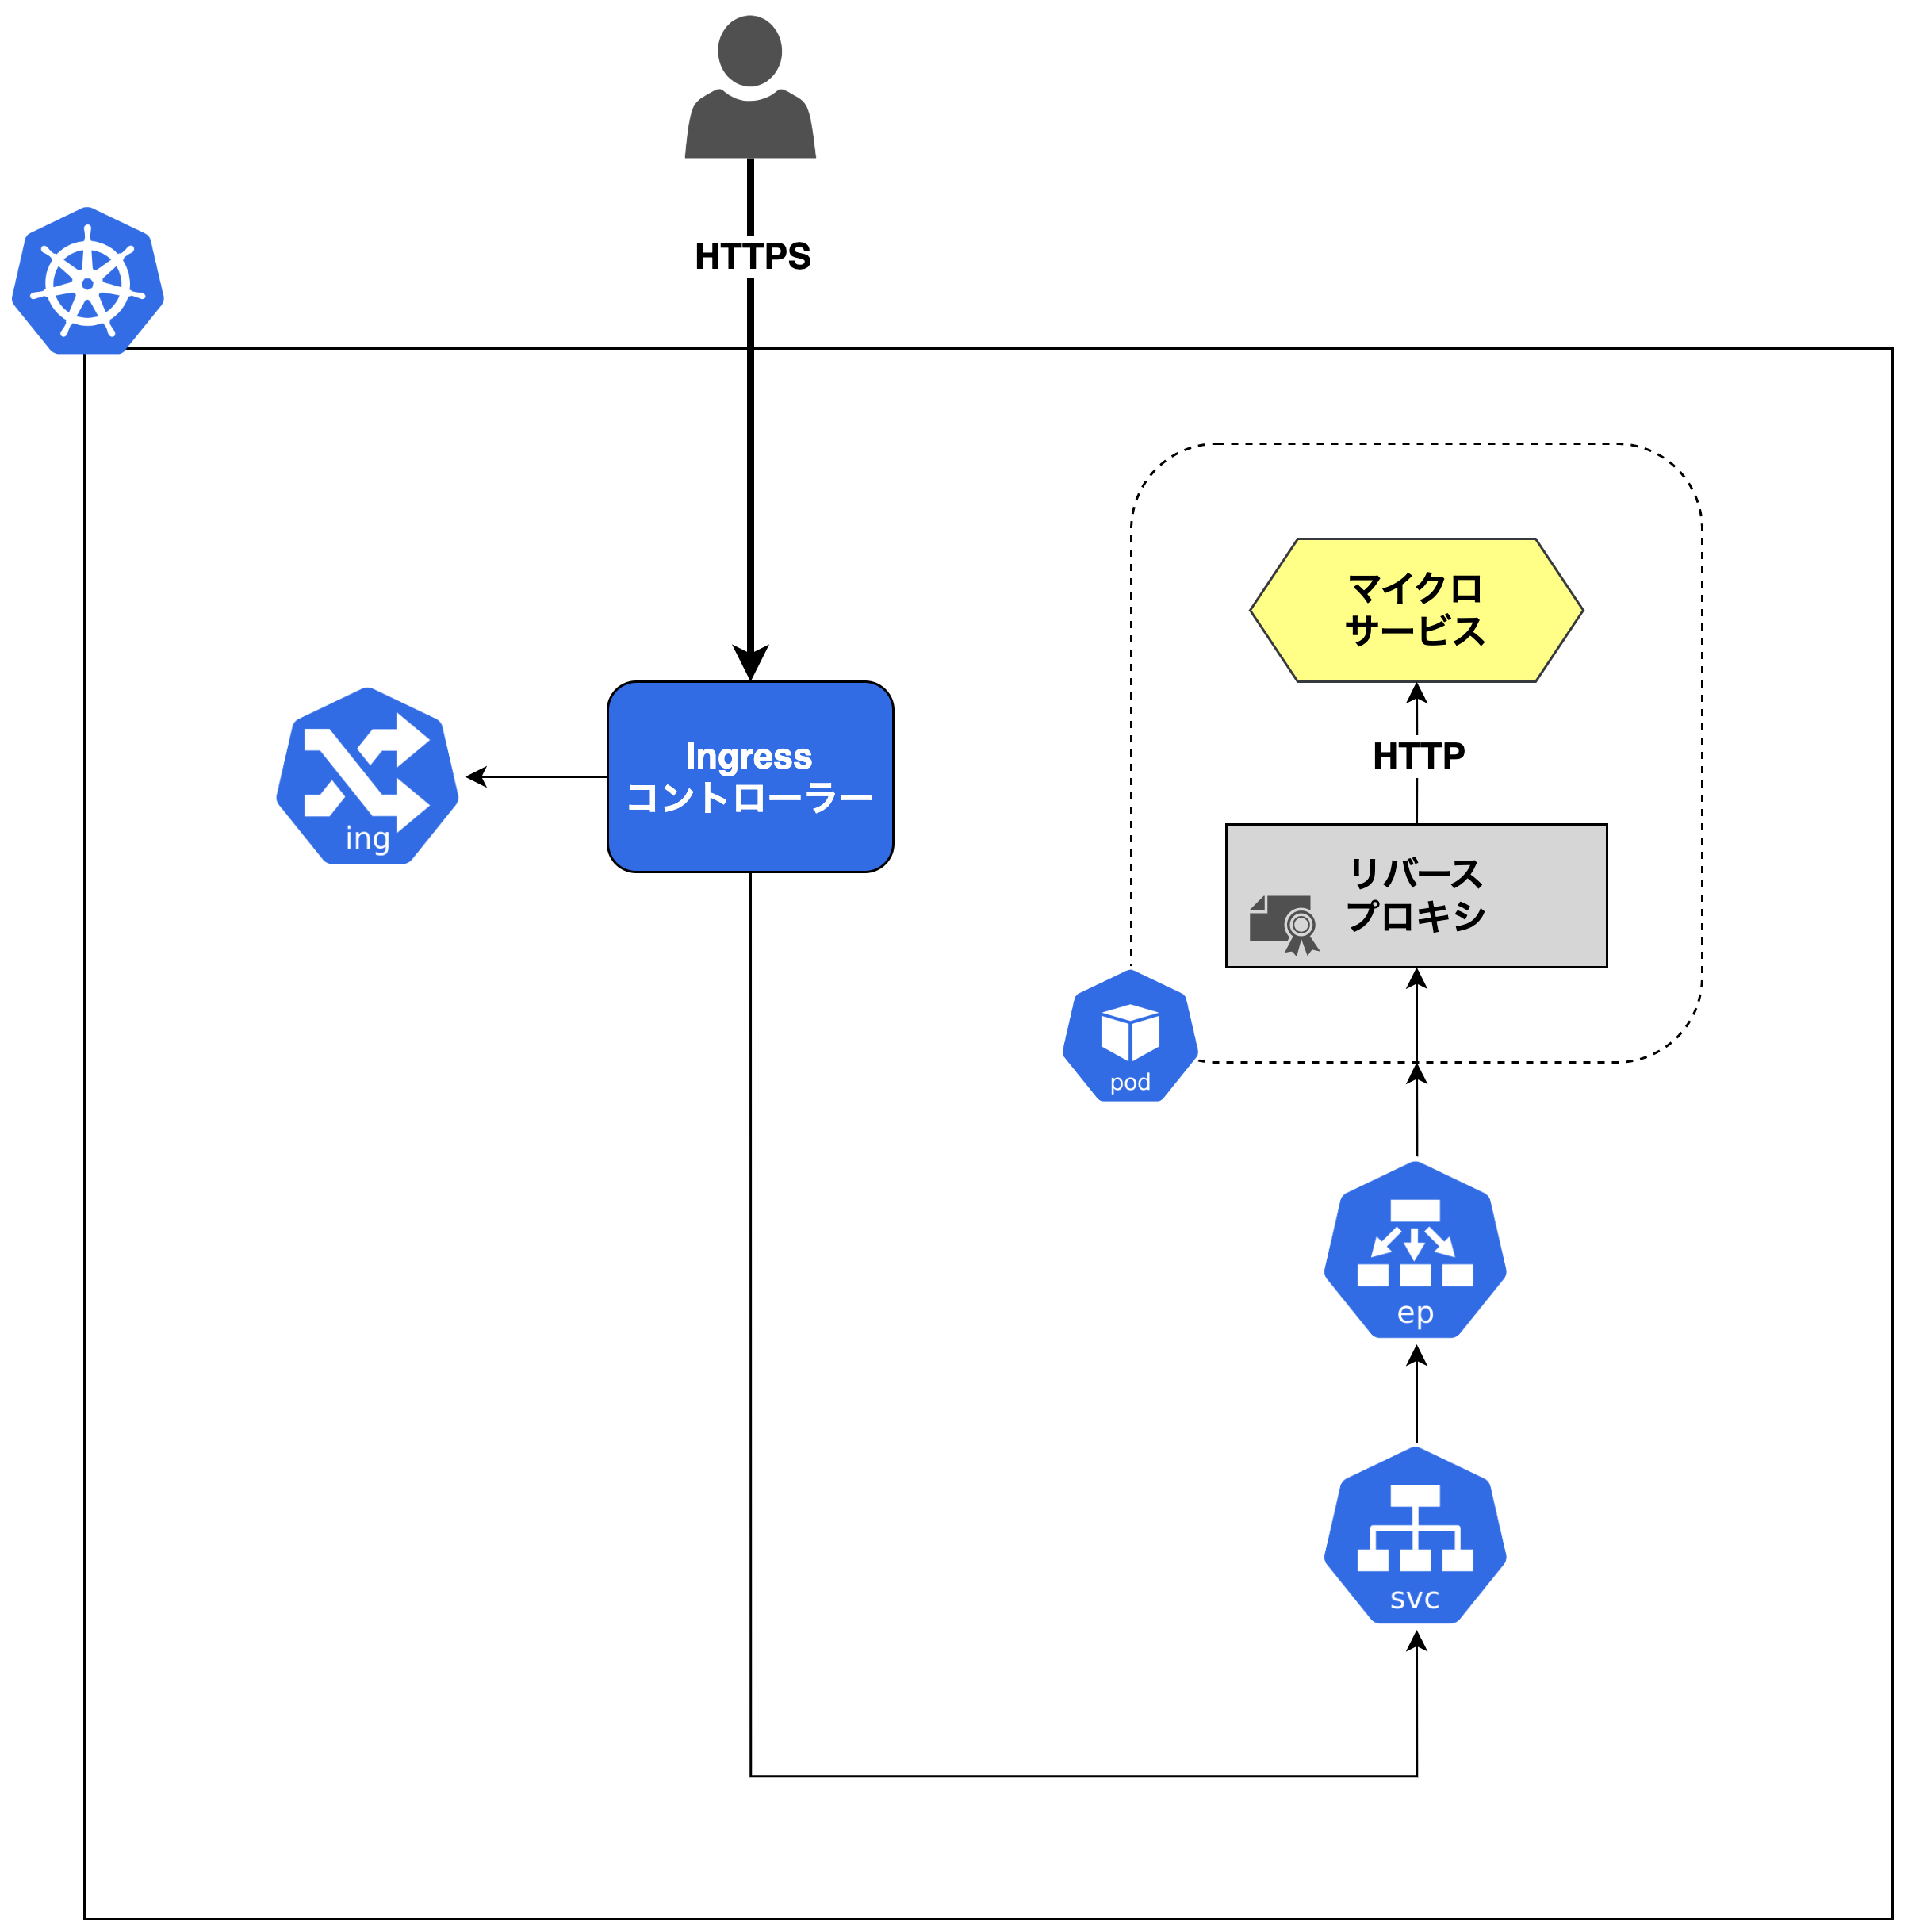 HTTPS
マイクロ
サービス
Ingress
コントローラー
HTTP
ing
リバース
プロキシ
pod
ep
svc